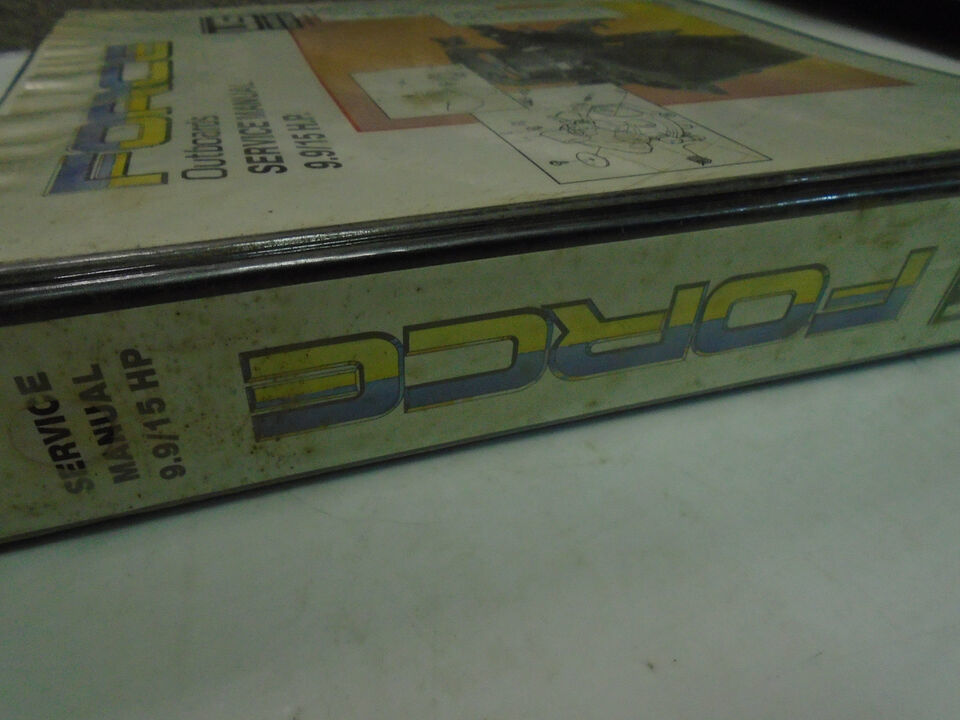 FORCE
Outboards
SERVICE MANUAL
9.9/15 H.P.
FORCE
SERVICE
MANUAL
9.9/15 HP